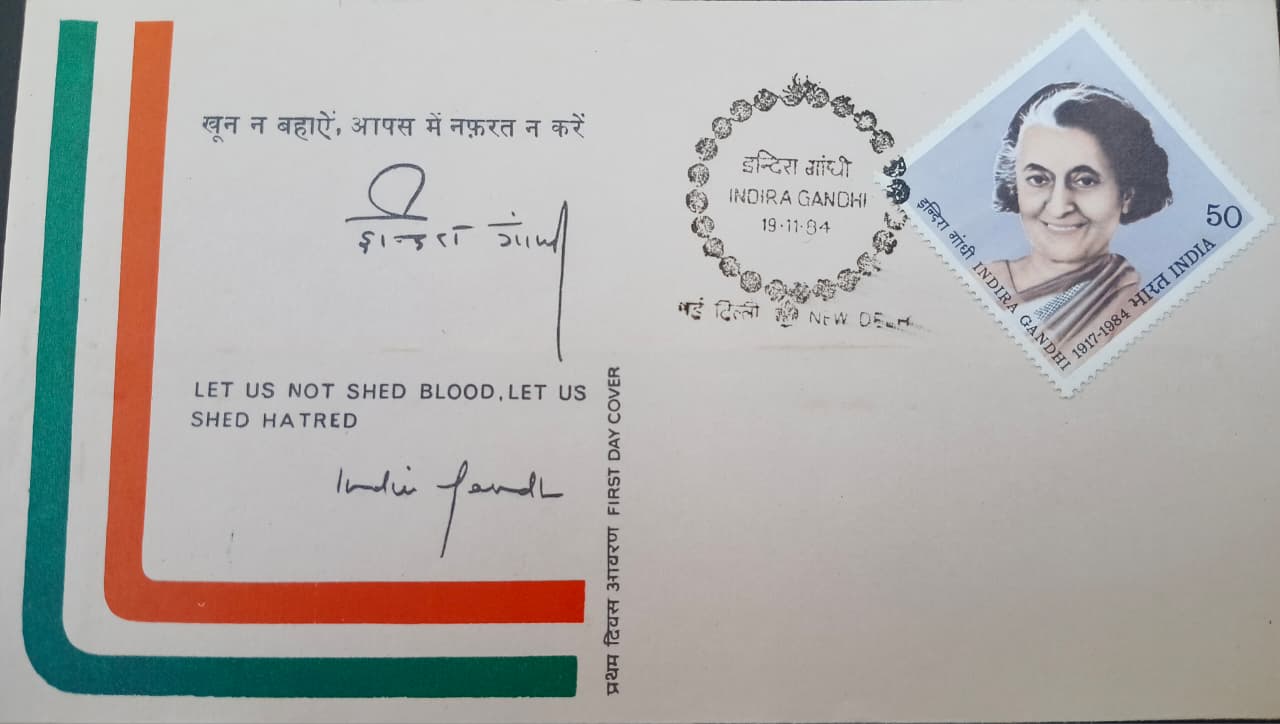 खून न बहाऐं, आपस में नफ़रत न करें
इन्दिरा गांधी
LET US NOT SHED BLOOD, LET US
SHED HATRED
Indira Gandhi
प्रथम दिवस आवरण FIRST DAY COVER
इन्दिरा गांधी
INDIRA GANDHI
19·11·84
नई दिल्ली NEW DELHI
50
इन्दिरा गांधी INDIRA GANDHI
1917-1984 भारत INDIA